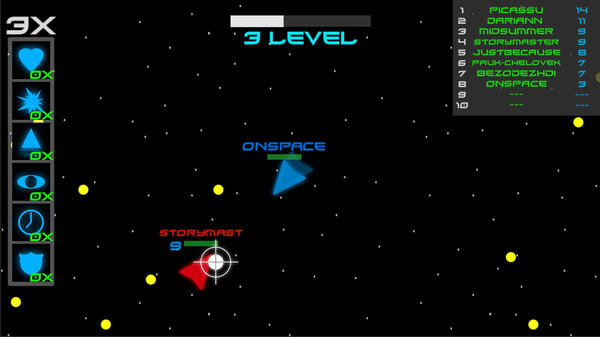 3X
0X
0X
0X
0X
0X
0X
3 LEVEL
1 PICASSU 14
2 DARIANN 11
3 MIDSUMMER 9
4 STORYMASTER 9
5 JUSTBECAUSE 8
6 PAUK-CHELOVEK 7
7 BEZODEZHDI 7
8 ONSPACE 3
9 --- ---
10 --- ---
ONSPACE
STORYMAST
9